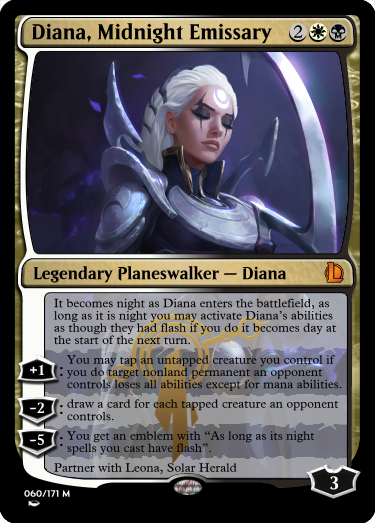 Diana, Midnight Emissary 2
Legendary Planeswalker — Diana
It becomes night as Diana enters the battlefield, as
long as it is night you may activate Diana's abilities
as though they had flash if you do it becomes day at
the start of the next turn.
+1: You may tap an untapped creature you control if
you do target nonland permanent an opponent
controls loses all abilities except for mana abilities.
-2: draw a card for each tapped creature an opponent
controls.
-5: You get an emblem with "As long as its night
spells you cast have flash".
Partner with Leona, Solar Herald
3
060/171 M